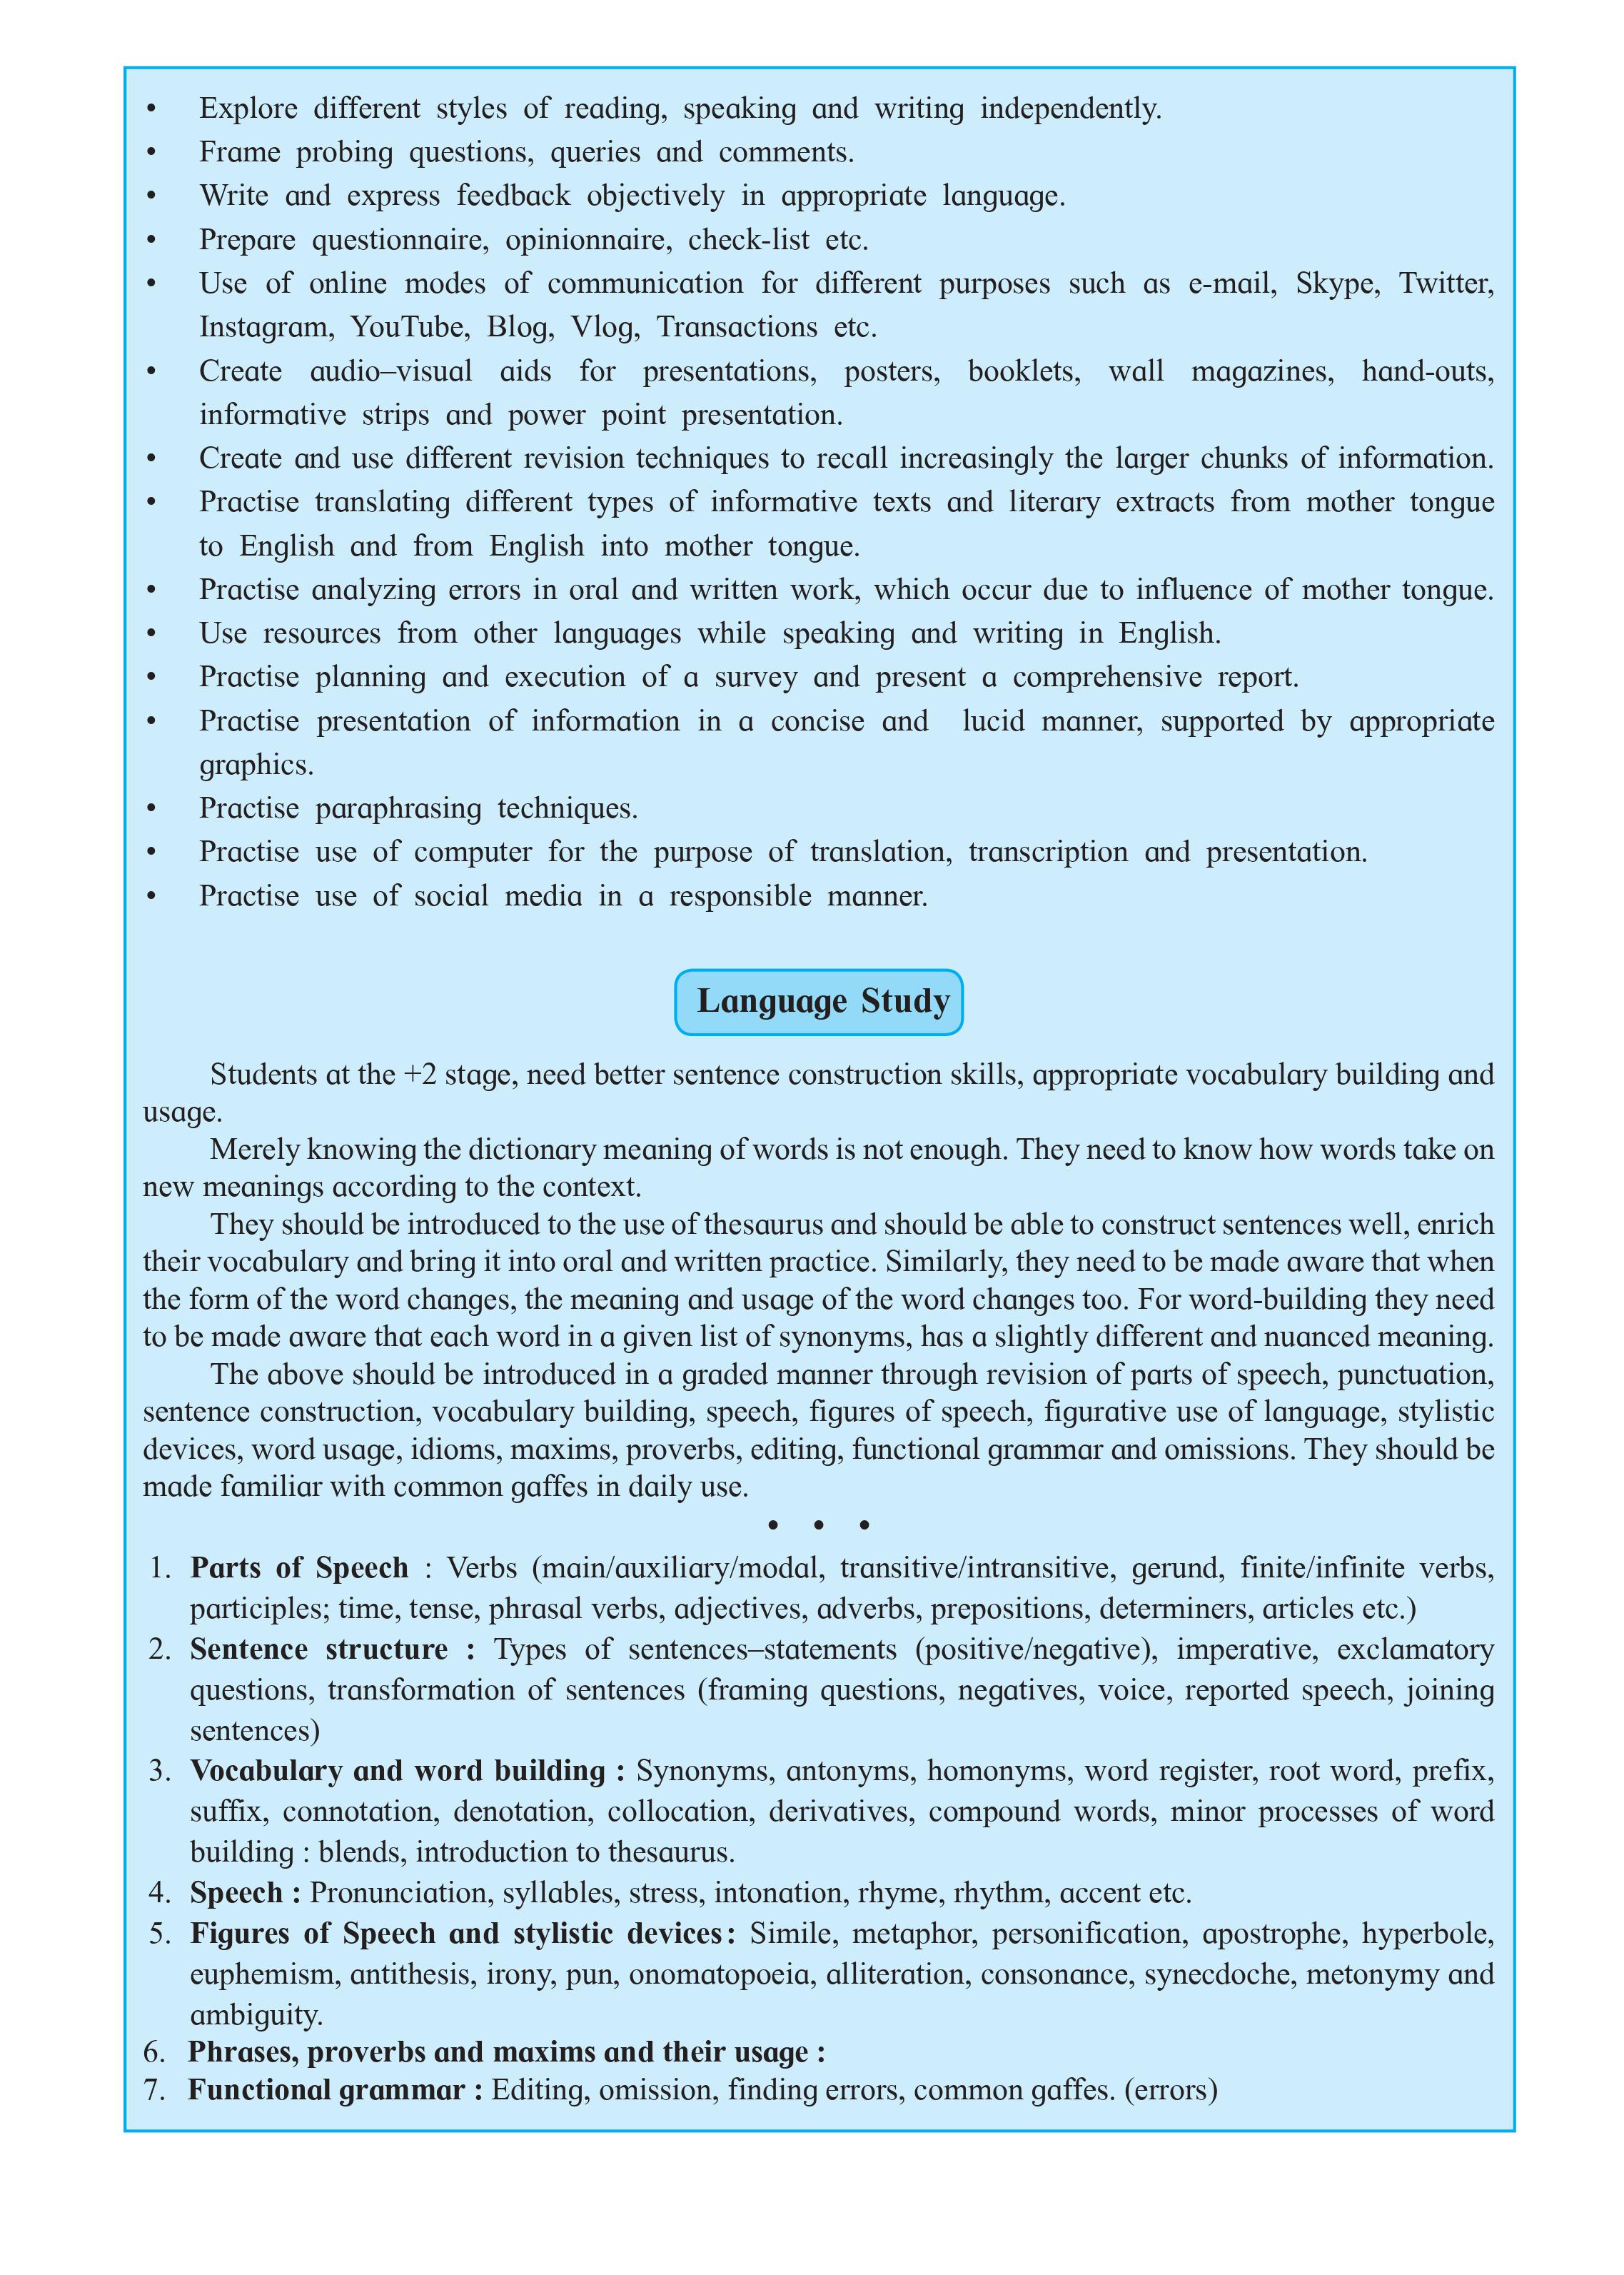 • Explore different styles of reading, speaking and writing independently.
• Frame probing questions, queries and comments.
• Write and express feedback objectively in appropriate language.
• Prepare questionnaire, opinionnaire, check-list etc.
• Use of online modes of communication for different purposes such as e-mail, Skype, Twitter,
Instagram, YouTube, Blog, Vlog, Transactions etc.
• Create audio–visual aids for presentations, posters, booklets, wall magazines, hand-outs,
informative strips and power point presentation.
• Create and use different revision techniques to recall increasingly the larger chunks of information.
• Practise translating different types of informative texts and literary extracts from mother tongue
to English and from English into mother tongue.
• Practise analyzing errors in oral and written work, which occur due to influence of mother tongue.
• Use resources from other languages while speaking and writing in English.
• Practise planning and execution of a survey and present a comprehensive report.
• Practise presentation of information in a concise and lucid manner, supported by appropriate
graphics.
• Practise paraphrasing techniques.
• Practise use of computer for the purpose of translation, transcription and presentation.
• Practise use of social media in a responsible manner.
Language Study
Students at the +2 stage, need better sentence construction skills, appropriate vocabulary building and
usage.
Merely knowing the dictionary meaning of words is not enough. They need to know how words take on
new meanings according to the context.
They should be introduced to the use of thesaurus and should be able to construct sentences well, enrich
their vocabulary and bring it into oral and written practice. Similarly, they need to be made aware that when
the form of the word changes, the meaning and usage of the word changes too. For word-building they need
to be made aware that each word in a given list of synonyms, has a slightly different and nuanced meaning.
The above should be introduced in a graded manner through revision of parts of speech, punctuation,
sentence construction, vocabulary building, speech, figures of speech, figurative use of language, stylistic
devices, word usage, idioms, maxims, proverbs, editing, functional grammar and omissions. They should be
made familiar with common gaffes in daily use.
• • •
1. Parts of Speech : Verbs (main/auxiliary/modal, transitive/intransitive, gerund, finite/infinite verbs,
participles; time, tense, phrasal verbs, adjectives, adverbs, prepositions, determiners, articles etc.)
2. Sentence structure : Types of sentences–statements (positive/negative), imperative, exclamatory
questions, transformation of sentences (framing questions, negatives, voice, reported speech, joining
sentences)
3. Vocabulary and word building : Synonyms, antonyms, homonyms, word register, root word, prefix,
suffix, connotation, denotation, collocation, derivatives, compound words, minor processes of word
building : blends, introduction to thesaurus.
4. Speech : Pronunciation, syllables, stress, intonation, rhyme, rhythm, accent etc.
5. Figures of Speech and stylistic devices: Simile, metaphor, personification, apostrophe, hyperbole,
euphemism, antithesis, irony, pun, onomatopoeia, alliteration, consonance, synecdoche, metonymy and
ambiguity.
6. Phrases, proverbs and maxims and their usage :
7. Functional grammar : Editing, omission, finding errors, common gaffes. (errors)